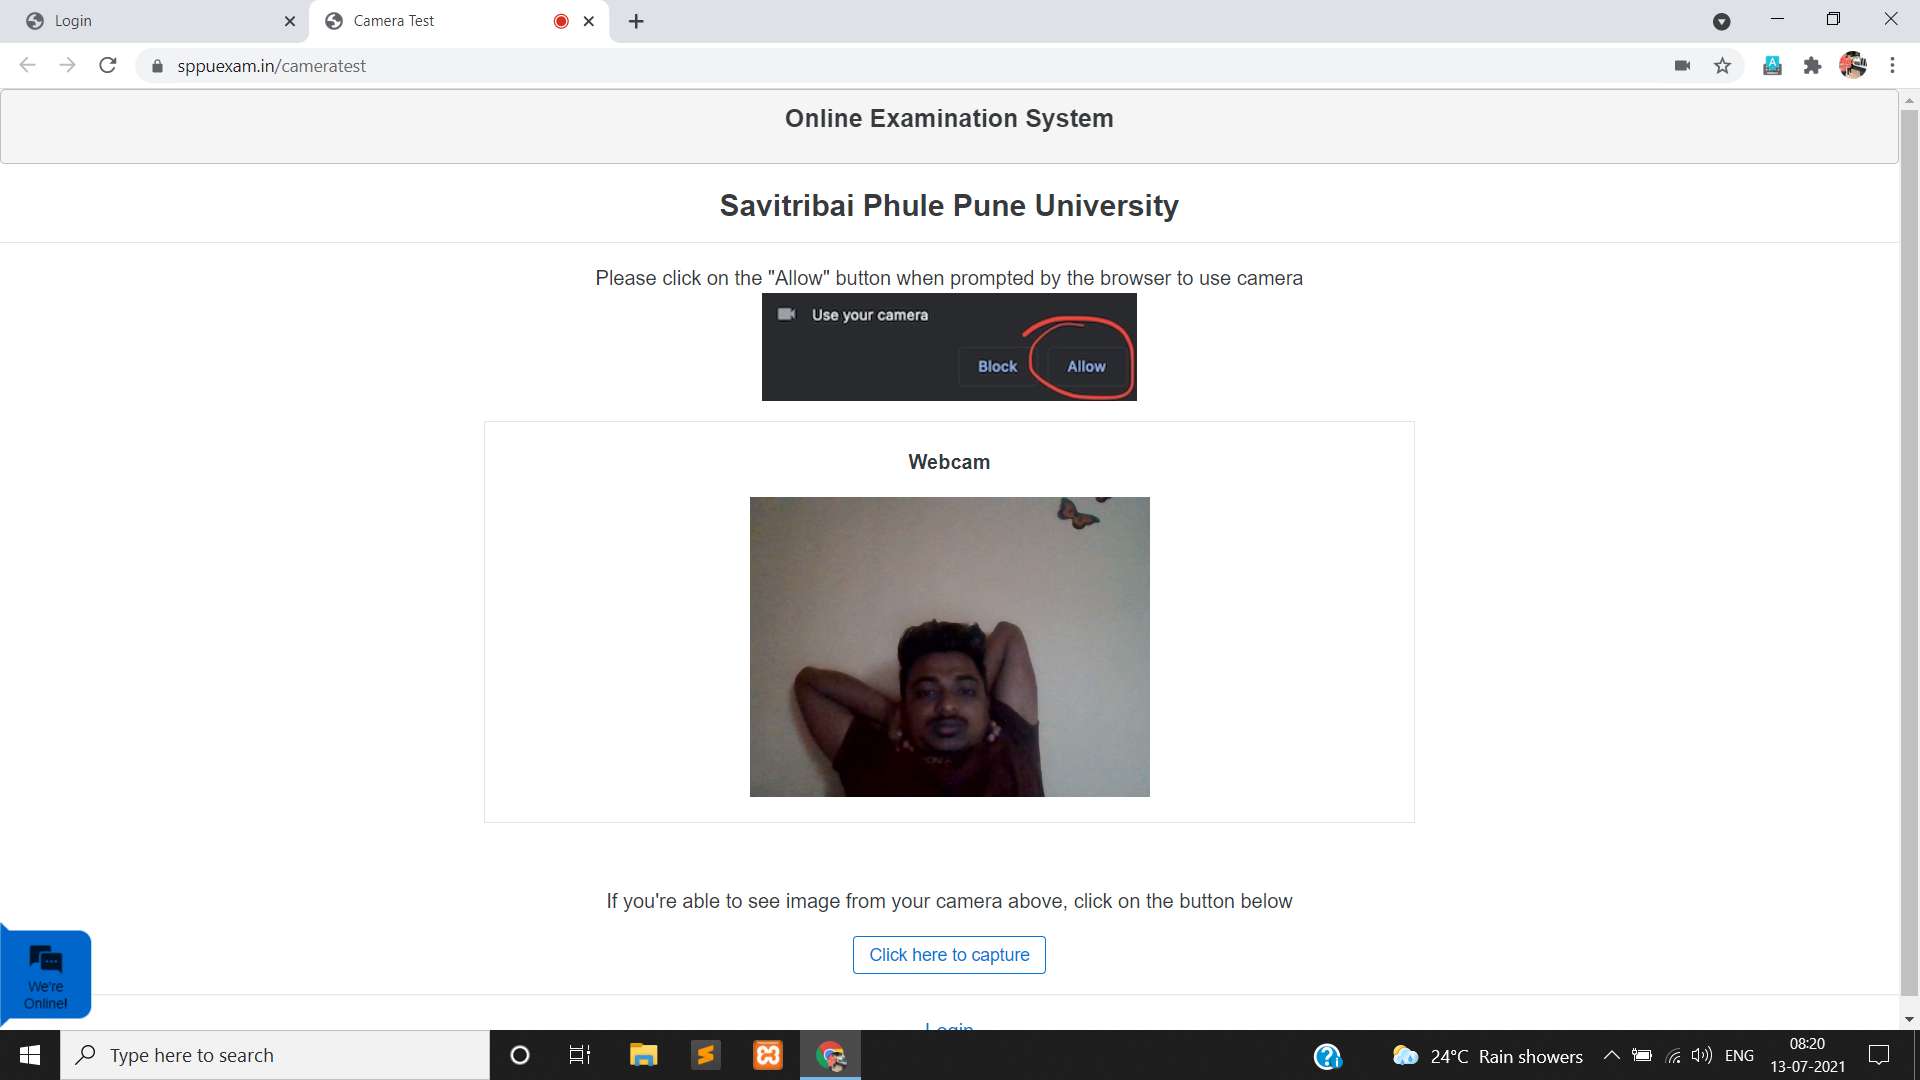 Login
Camera Test
sppuexam.in/cameratest
Online Examination System
Savitribai Phule Pune University
Please click on the "Allow" button when prompted by the browser to use camera
Use your camera
Block
Allow
Webcam
If you're able to see image from your camera above, click on the button below
Click here to capture
We're
Online!
Login
Type here to search
24°C Rain showers
ENG
08:20
13-07-2021